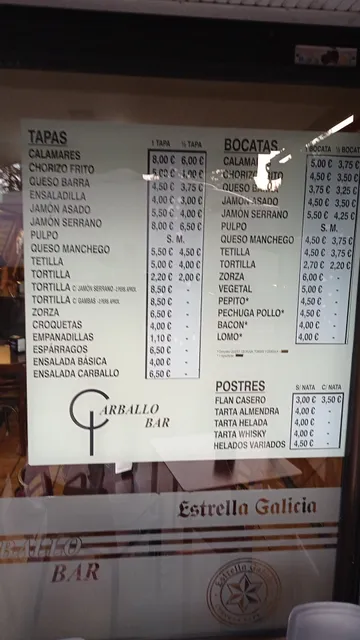 TAPAS 1 TAPA ½ TAPA
CALAMARES 8,00 € 6,00 €
CHORIZO FRITO 5,00 € 4,00 €
QUESO BARRA 4,50 € 3,75 €
ENSALADILLA 4,00 € 3,00 €
JAMÓN ASADO 5,50 € 4,00 €
JAMÓN SERRANO 8,00 € 6,50 €
PULPO S. M.
QUESO MANCHEGO 5,50 € 4,50 €
TETILLA 5,00 € 4,00 €
TORTILLA 2,20 € 2,00 €
TORTILLA C/ JAMÓN SERRANO 8,50 € -
TORTILLA C/ GAMBAS 8,50 € -
ZORZA 6,50 € -
CROQUETAS 4,00 € -
EMPANADILLAS 1,10 € -
ESPÁRRAGOS 6,50 € -
ENSALADA BÁSICA 4,00 € -
ENSALADA CARBALLO 6,50 € -
CARBALLO
BAR
BOCATAS 1 BOCATA ½ BOCATA
CALAMARES 5,00 € 3,75 €
CHORIZO 4,50 € 3,50 €
QUESO BARRA 3,75 € 3,25 €
JAMÓN ASADO 4,50 € 3,50 €
JAMÓN SERRANO 5,50 € 4,25 €
PULPO S. M.
QUESO MANCHEGO 4,50 € 3,75 €
TETILLA 4,50 € 3,75 €
TORTILLA 2,70 € 2,20 €
ZORZA 6,00 € -
VEGETAL 5,00 € -
PEPITO* 4,50 € -
PECHUGA POLLO* 4,50 € -
BACON* 4,00 € -
LOMO* 4,00 € -
POSTRES S/ NATA C/ NATA
FLAN CASERO 3,00 € 3,50 €
TARTA ALMENDRA 4,00 € -
TARTA HELADA 4,00 € -
TARTA WHISKY 4,00 € -
HELADOS VARIADOS 4,50 € -
Estrella Galicia
BAR
Estrella Galicia